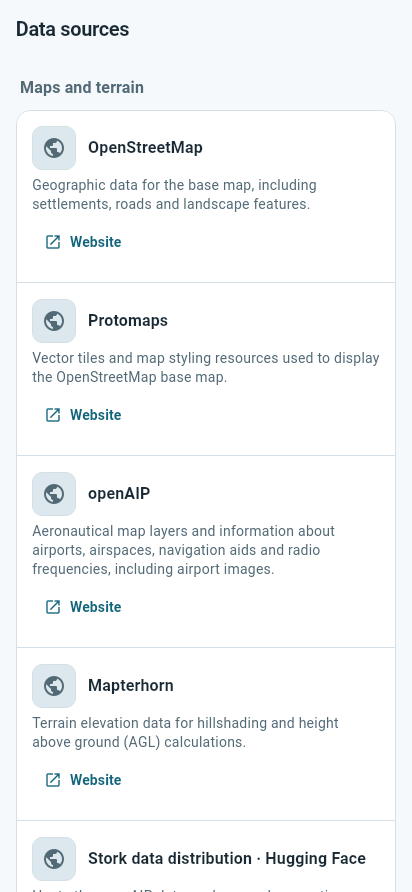 Data sources
Maps and terrain
OpenStreetMap
Geographic data for the base map, including
settlements, roads and landscape features.
Website
Protomaps
Vector tiles and map styling resources used to display
the OpenStreetMap base map.
Website
openAIP
Aeronautical map layers and information about
airports, airspaces, navigation aids and radio
frequencies, including airport images.
Website
Mapterhorn
Terrain elevation data for hillshading and height
above ground (AGL) calculations.
Website
Stork data distribution · Hugging Face